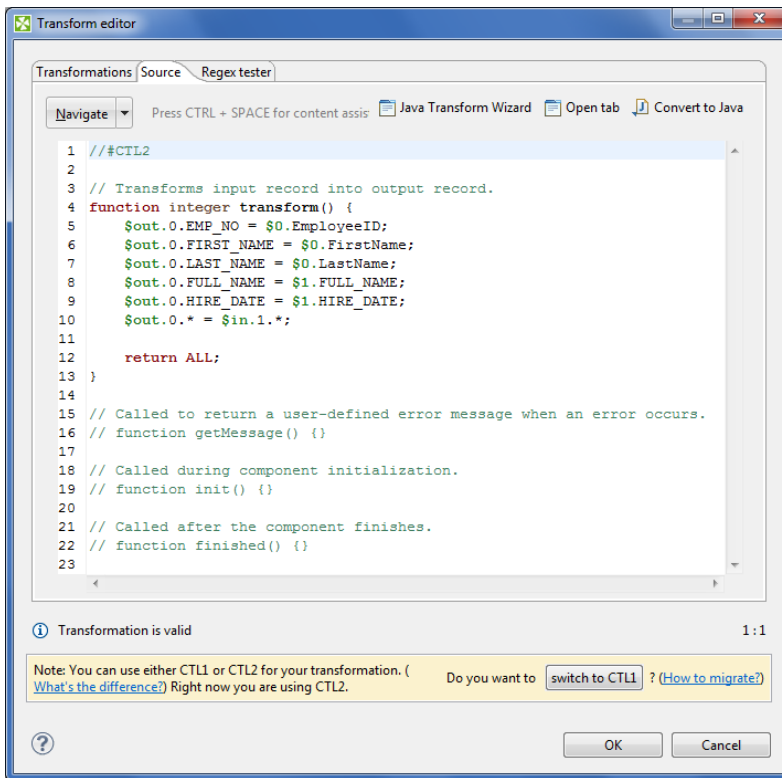 Transform editor
Transformations Source Regex tester
Navigate Press CTRL + SPACE for content assis Java Transform Wizard Open tab Convert to Java
1 //#CTL2
2
3 // Transforms input record into output record.
4 function integer transform() {
5 $out.0.EMP_NO = $0.EmployeeID;
6 $out.0.FIRST_NAME = $0.FirstName;
7 $out.0.LAST_NAME = $0.LastName;
8 $out.0.FULL_NAME = $1.FULL_NAME;
9 $out.0.HIRE_DATE = $1.HIRE_DATE;
10 $out.0.* = $in.1.*;
11
12 return ALL;
13 }
14
15 // Called to return a user-defined error message when an error occurs.
16 // function getMessage() {}
17
18 // Called during component initialization.
19 // function init() {}
20
21 // Called after the component finishes.
22 // function finished() {}
23
Transformation is valid 1:1
Note: You can use either CTL1 or CTL2 for your transformation. (
What's the difference?) Right now you are using CTL2. Do you want to switch to CTL1 ? (How to migrate?)
? OK Cancel